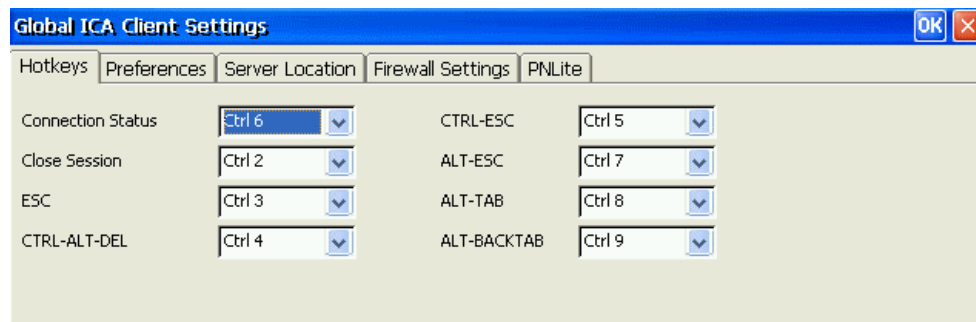 Global ICA Client Settings OK
Hotkeys Preferences Server Location Firewall Settings PNLite
Connection Status Ctrl 6 CTRL-ESC Ctrl 5
Close Session Ctrl 2 ALT-ESC Ctrl 7
ESC Ctrl 3 ALT-TAB Ctrl 8
CTRL-ALT-DEL Ctrl 4 ALT-BACKTAB Ctrl 9